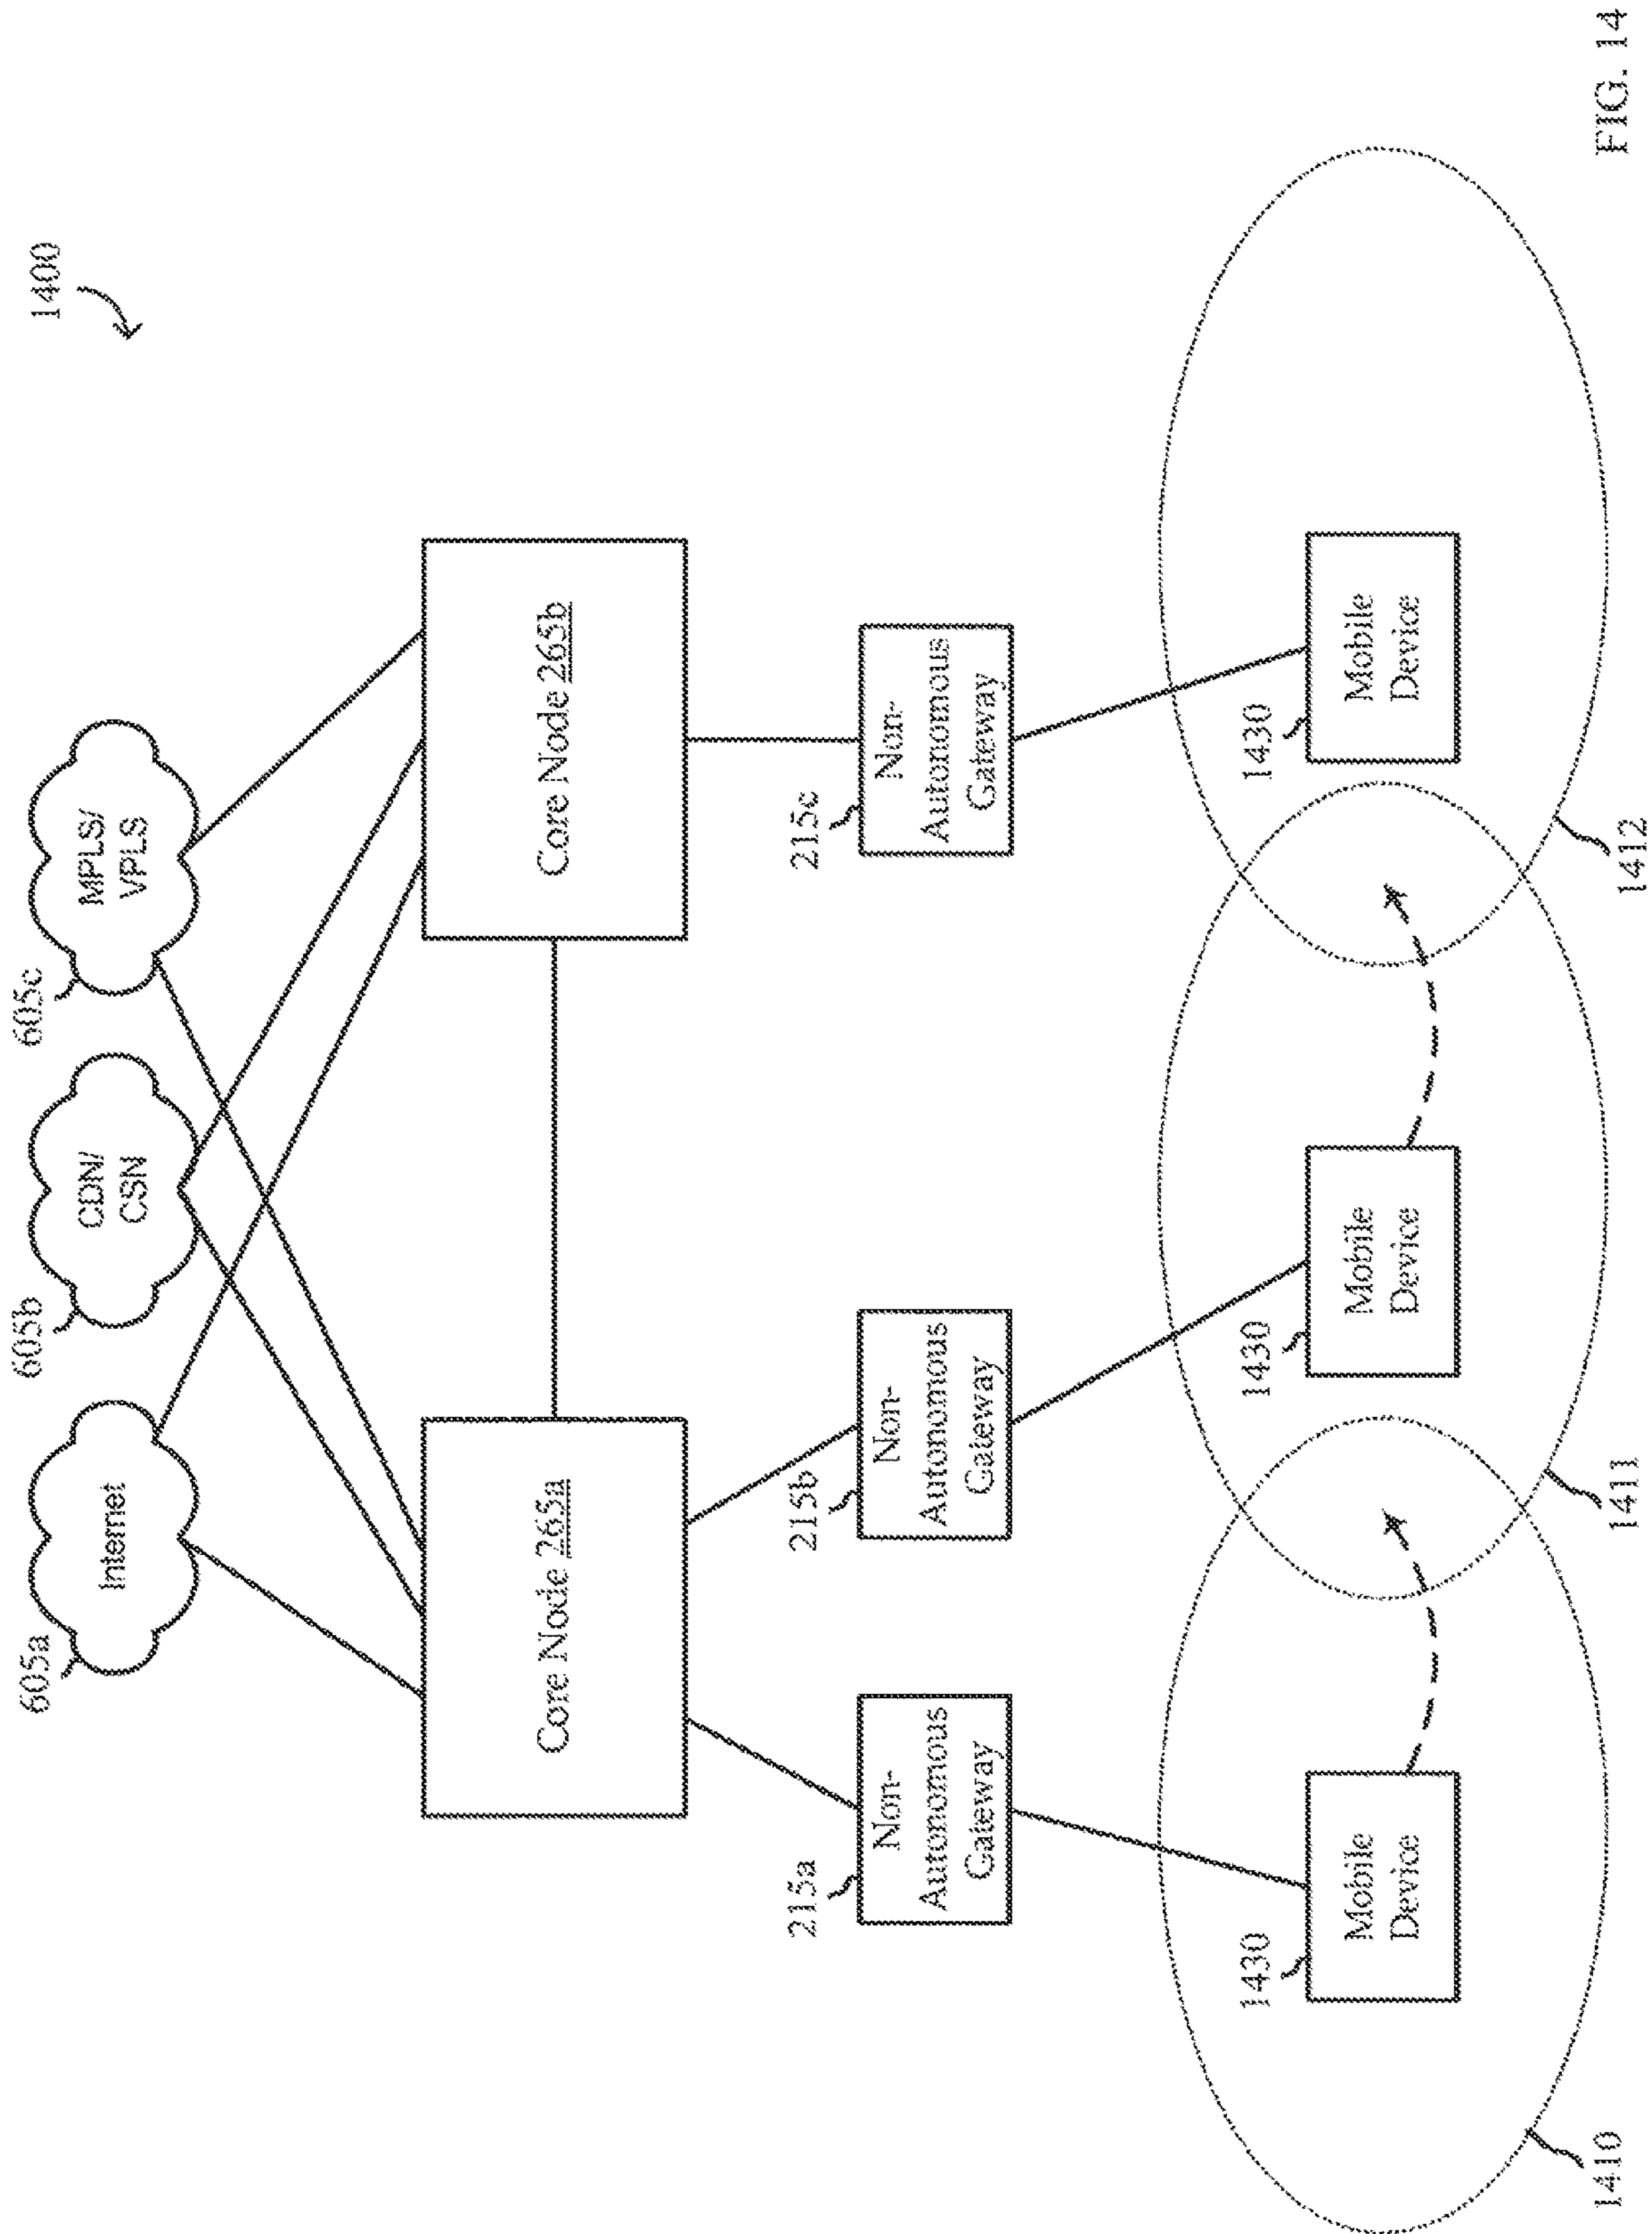 1400
605a
Internet
605b
CDN/
CSN
605c
MPLS/
VPLS
Core Node 265a
Core Node 265b
215a
Non-
Autonomous
Gateway
215b
Non-
Autonomous
Gateway
215c
Non-
Autonomous
Gateway
1430
Mobile
Device
1430
Mobile
Device
1430
Mobile
Device
1410
1411
1412
FIG. 14